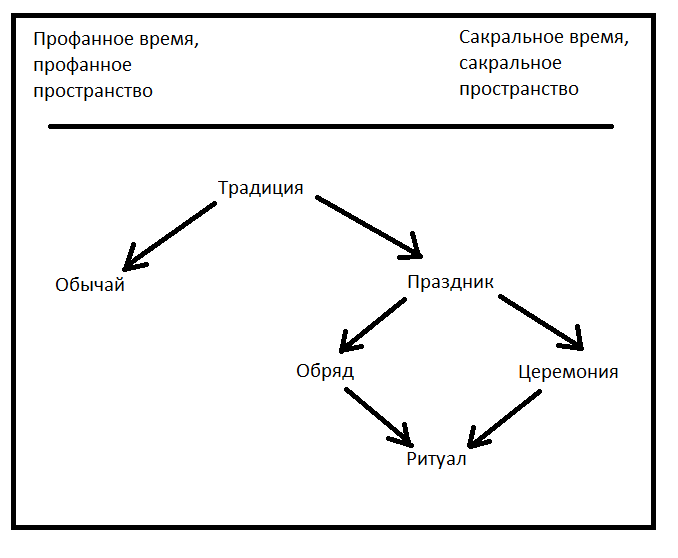 Профанное время,
профанное
пространство
Сакральное время,
сакральное
пространство
Традиция
Обычай
Праздник
Обряд
Церемония
Ритуал